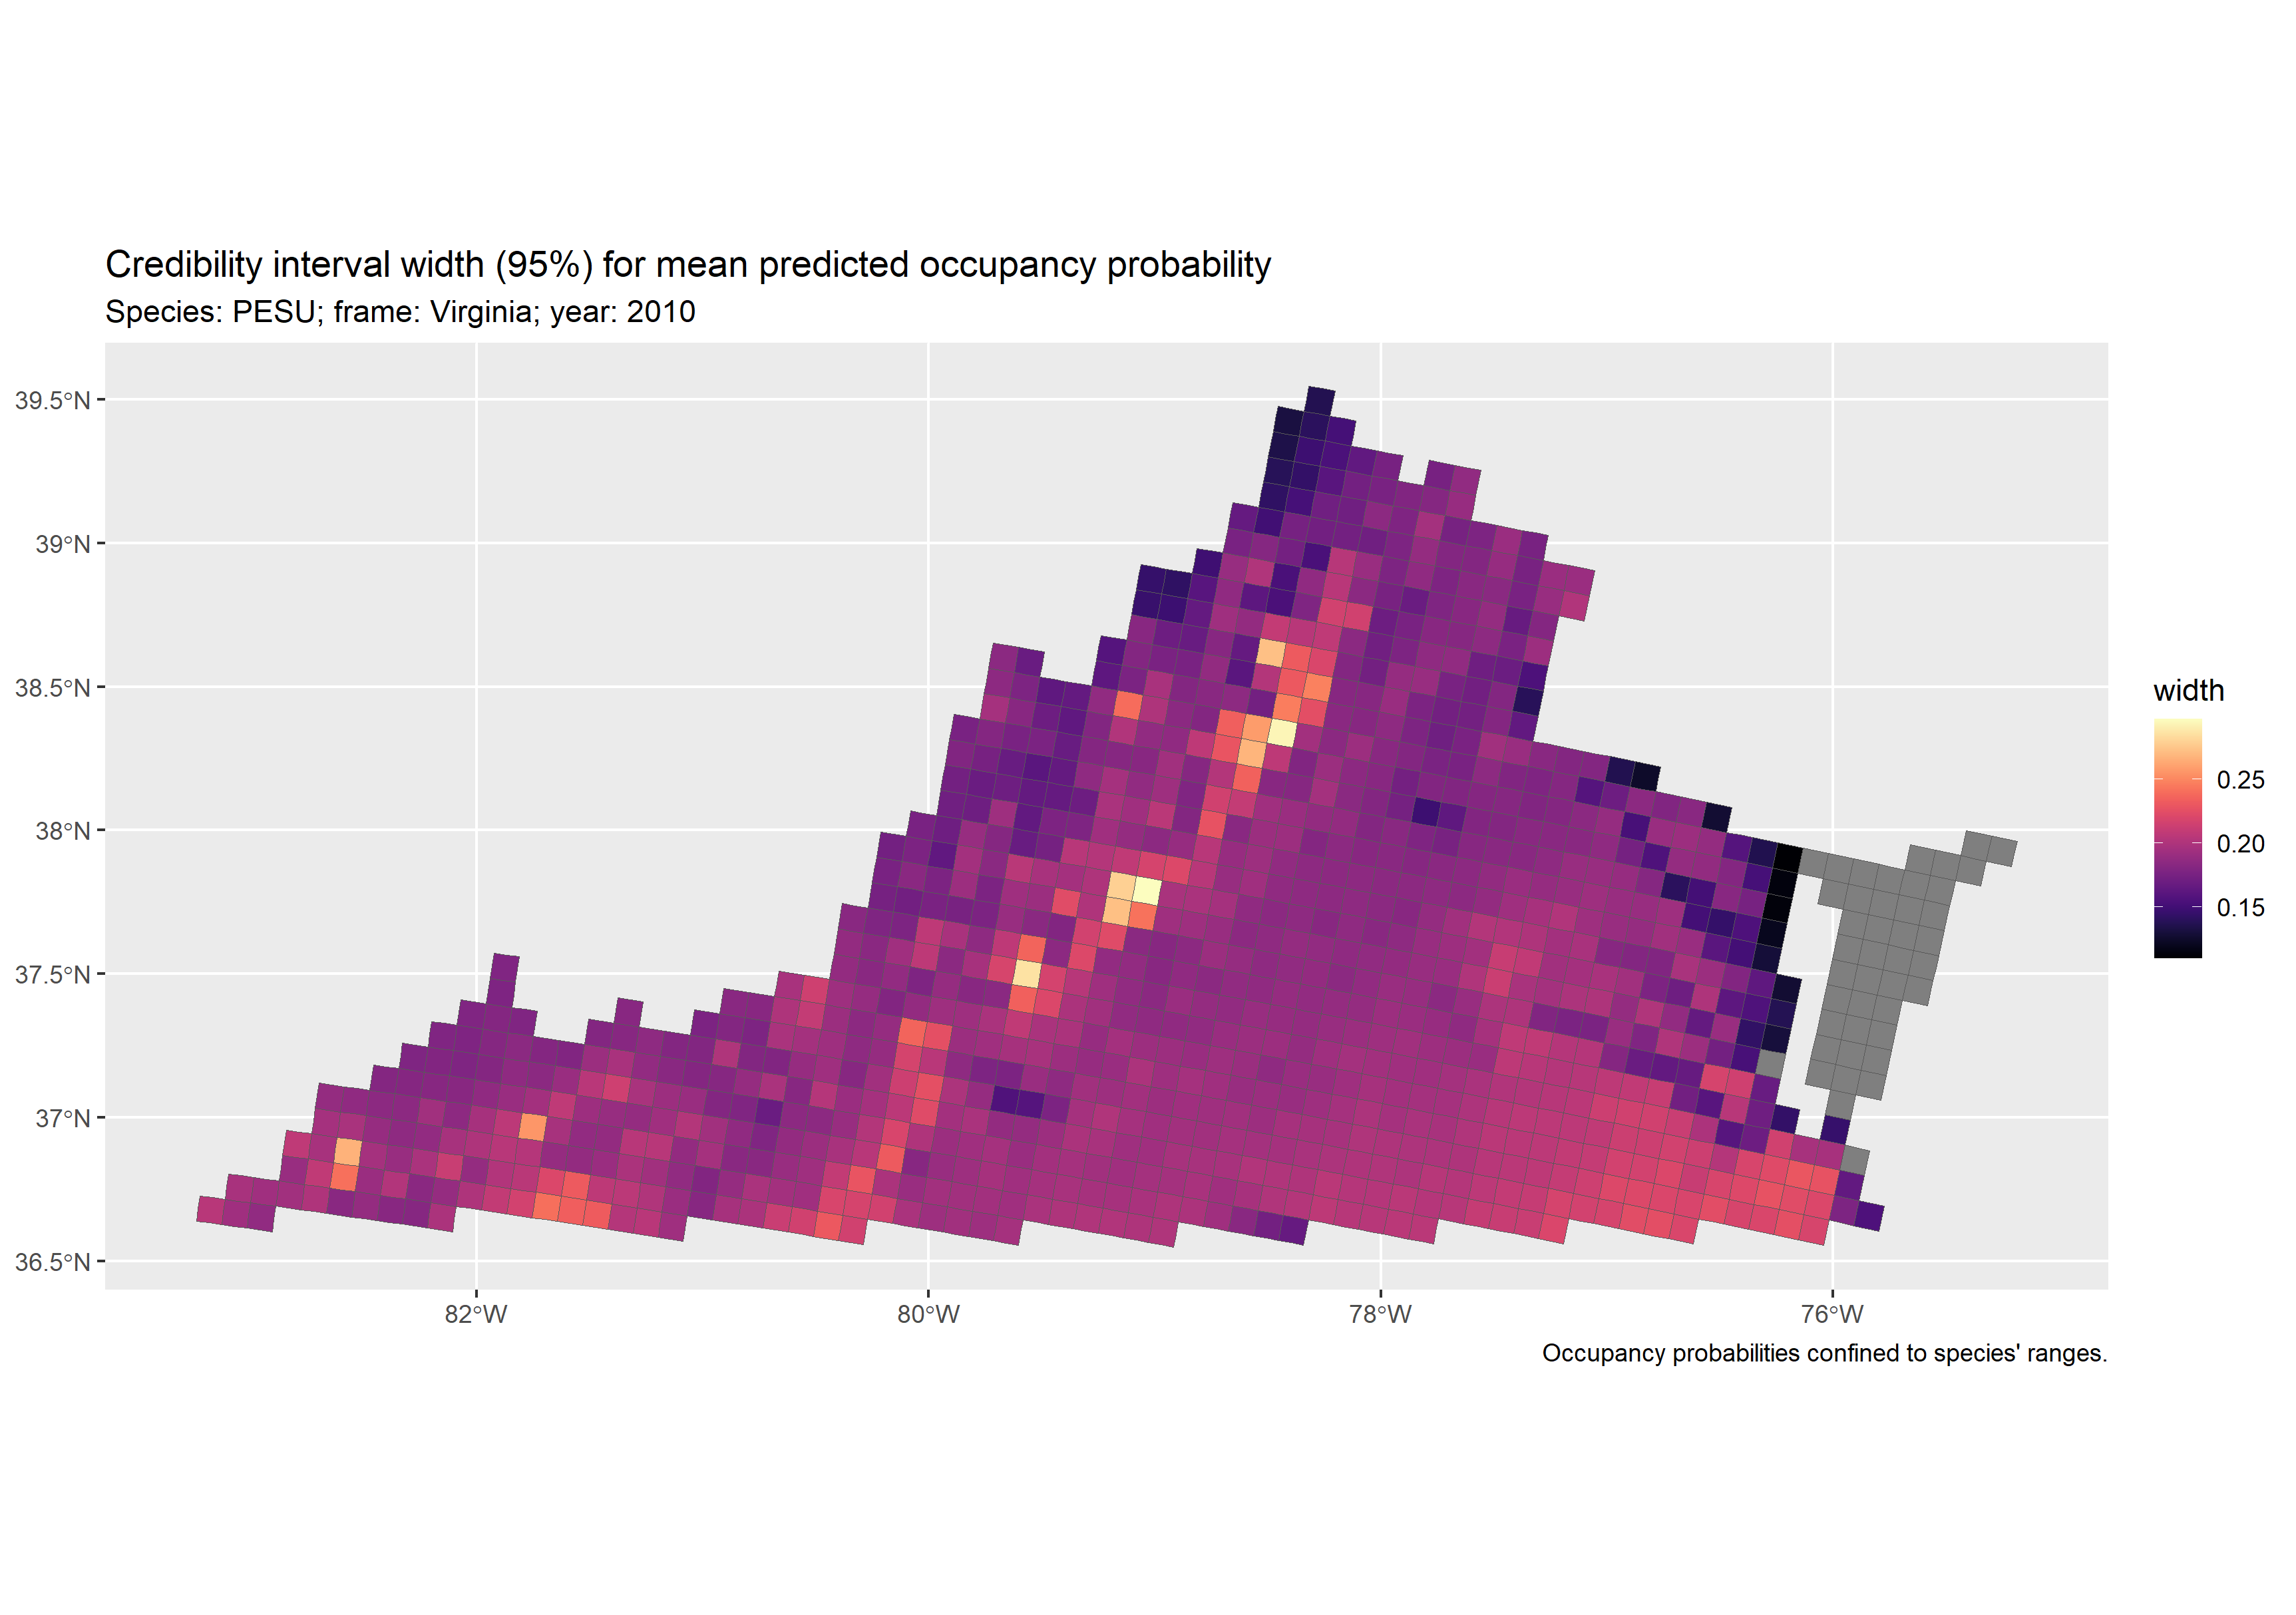 Credibility interval width (95%) for mean predicted occupancy probability
Species: PESU; frame: Virginia; year: 2010
39.5°N
39°N
38.5°N
38°N
37.5°N
37°N
36.5°N
82°W
80°W
78°W
76°W
width
0.25
0.20
0.15
Occupancy probabilities confined to species' ranges.